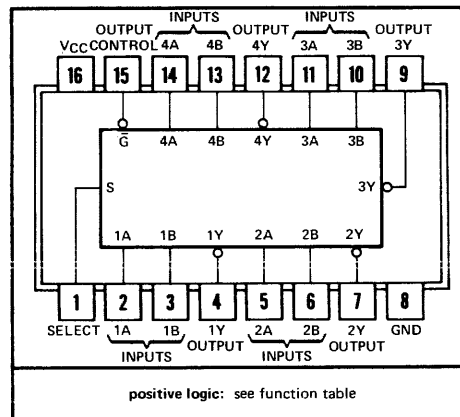 INPUTS INPUTS
OUTPUT OUTPUT OUTPUT
VCC CONTROL 4A 4B 4Y 3A 3B 3Y
16 15 14 13 12 11 10 9
G̅ 4A 4B 4Y 3A 3B
S 3Y
1A 1B 1Y 2A 2B 2Y
1 2 3 4 5 6 7 8
SELECT 1A 1B 1Y 2A 2B 2Y GND
INPUTS OUTPUT INPUTS OUTPUT
positive logic: see function table